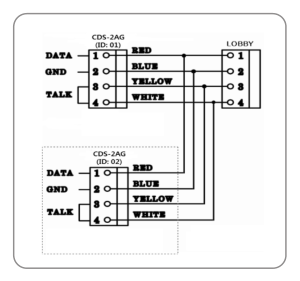 CDS-2AG
(ID: 01)
LOBBY
DATA 1 RED 1
GND 2 BLUE 2
TALK 3 YELLOW 3
4 WHITE 4
CDS-2AG
(ID: 02)
DATA 1 RED
GND 2 BLUE
TALK 3 YELLOW
4 WHITE